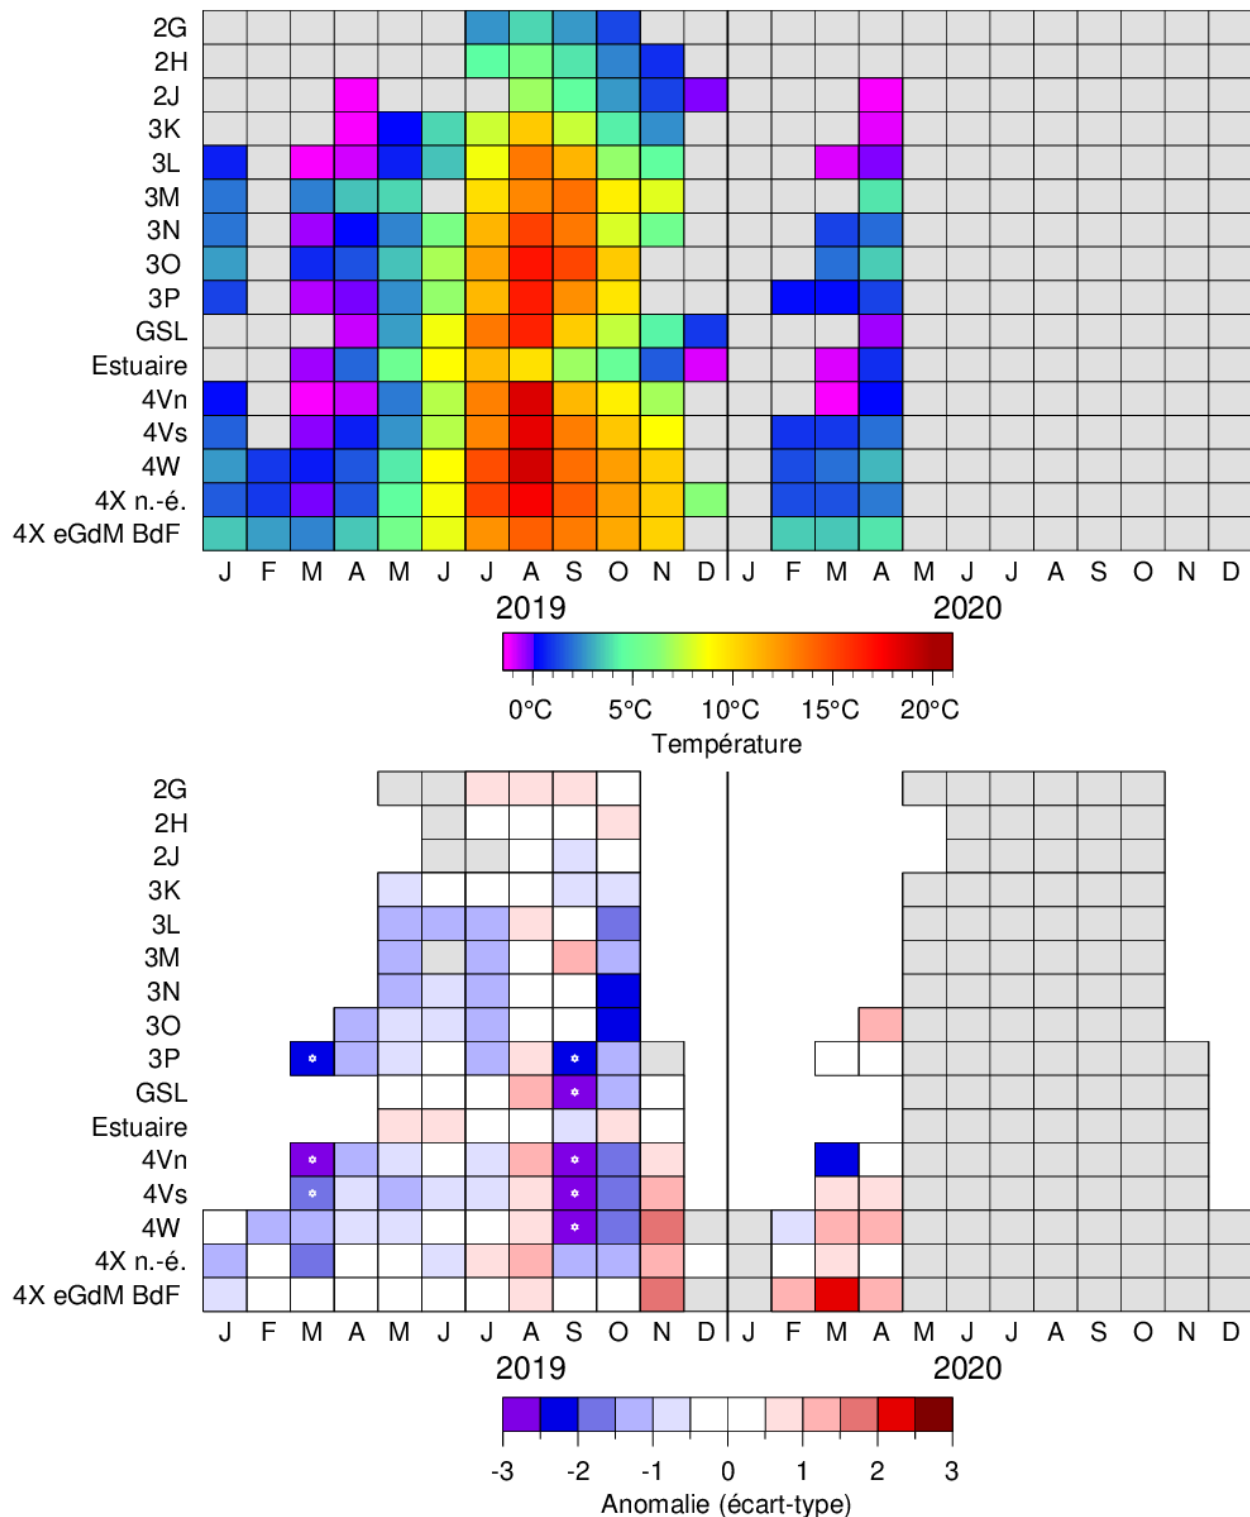 2G
2H
2J
3K
3L
3M
3N
3O
3P
GSL
Estuaire
4Vn
4Vs
4W
4X n.-é.
4X eGdM BdF
J F M A M J J A S O N D J F M A M J J A S O N D
2019 2020
0°C 5°C 10°C 15°C 20°C
Température
2G
2H
2J
3K
3L
3M
3N
3O
3P
GSL
Estuaire
4Vn
4Vs
4W
4X n.-é.
4X eGdM BdF
J F M A M J J A S O N D J F M A M J J A S O N D
2019 2020
-3 -2 -1 0 1 2 3
Anomalie (écart-type)